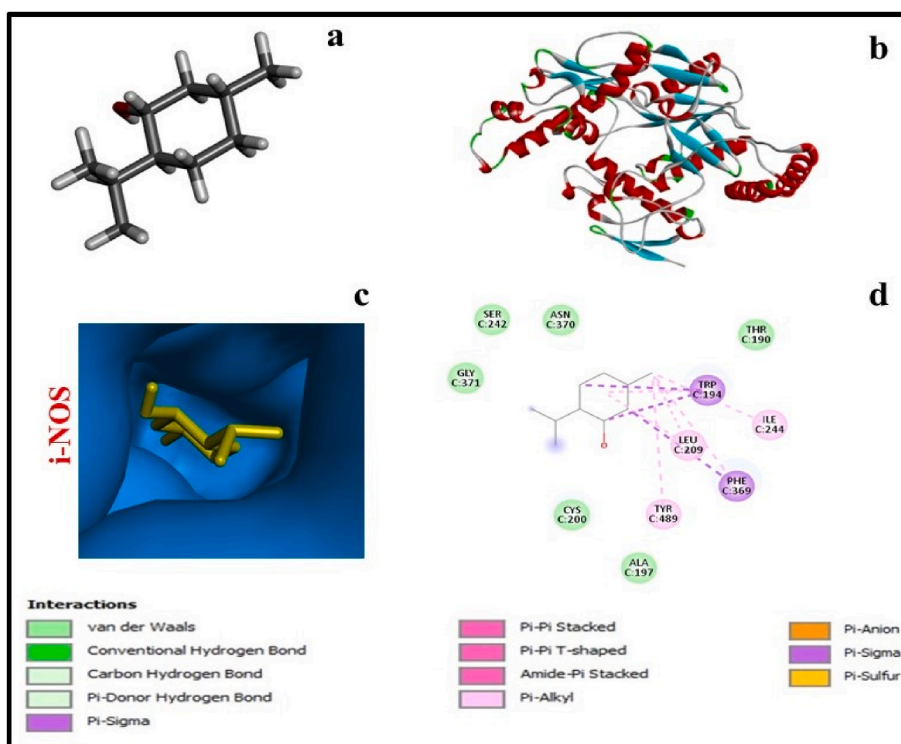 a
b
c
i-NOS
d
SER
C:242
ASN
C:370
THR
C:190
GLY
C:371
TRP
C:194
ILE
C:244
LEU
C:209
PHE
C:369
CYS
C:200
TYR
C:489
ALA
C:197
Interactions
van der Waals
Conventional Hydrogen Bond
Carbon Hydrogen Bond
Pi-Donor Hydrogen Bond
Pi-Sigma
Pi-Pi Stacked
Pi-Pi T-shaped
Amide-Pi Stacked
Pi-Alkyl
Pi-Anion
Pi-Sigma
Pi-Sulfur